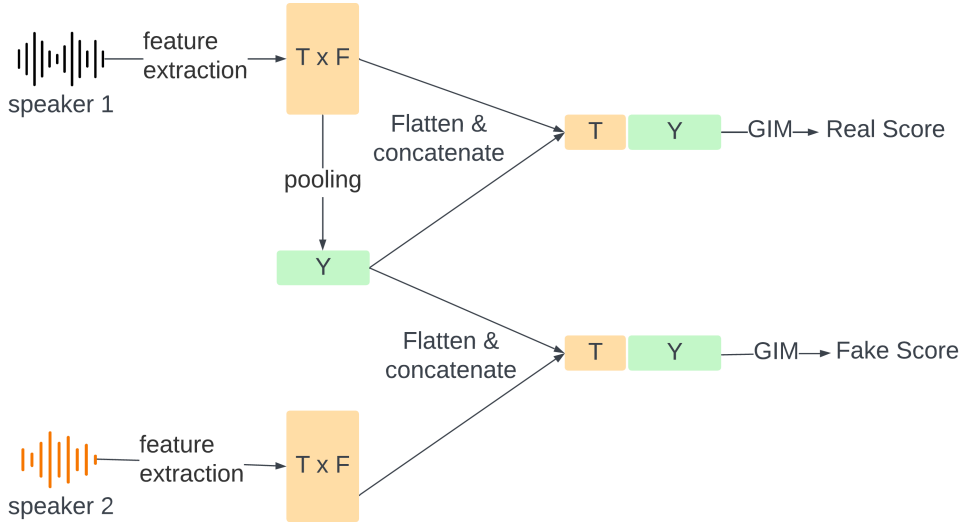 speaker 1
feature
extraction
T x F
Flatten &
concatenate
T
Y
GIM
Real Score
pooling
Y
Flatten &
concatenate
T
Y
GIM
Fake Score
speaker 2
feature
extraction
T x F